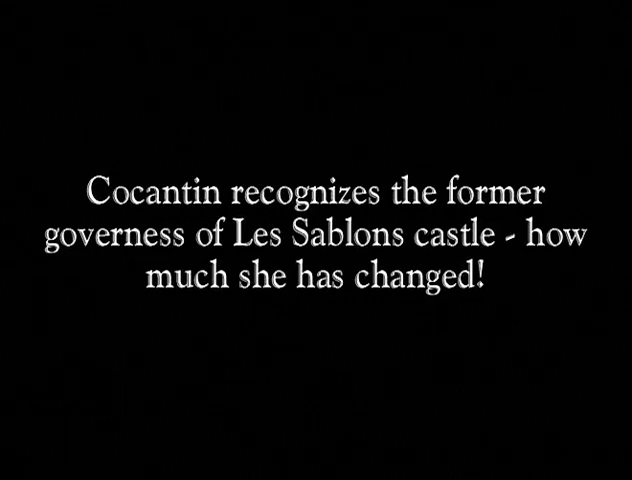 Cocantin recognizes the former
governess of Les Sablons castle - how
much she has changed!